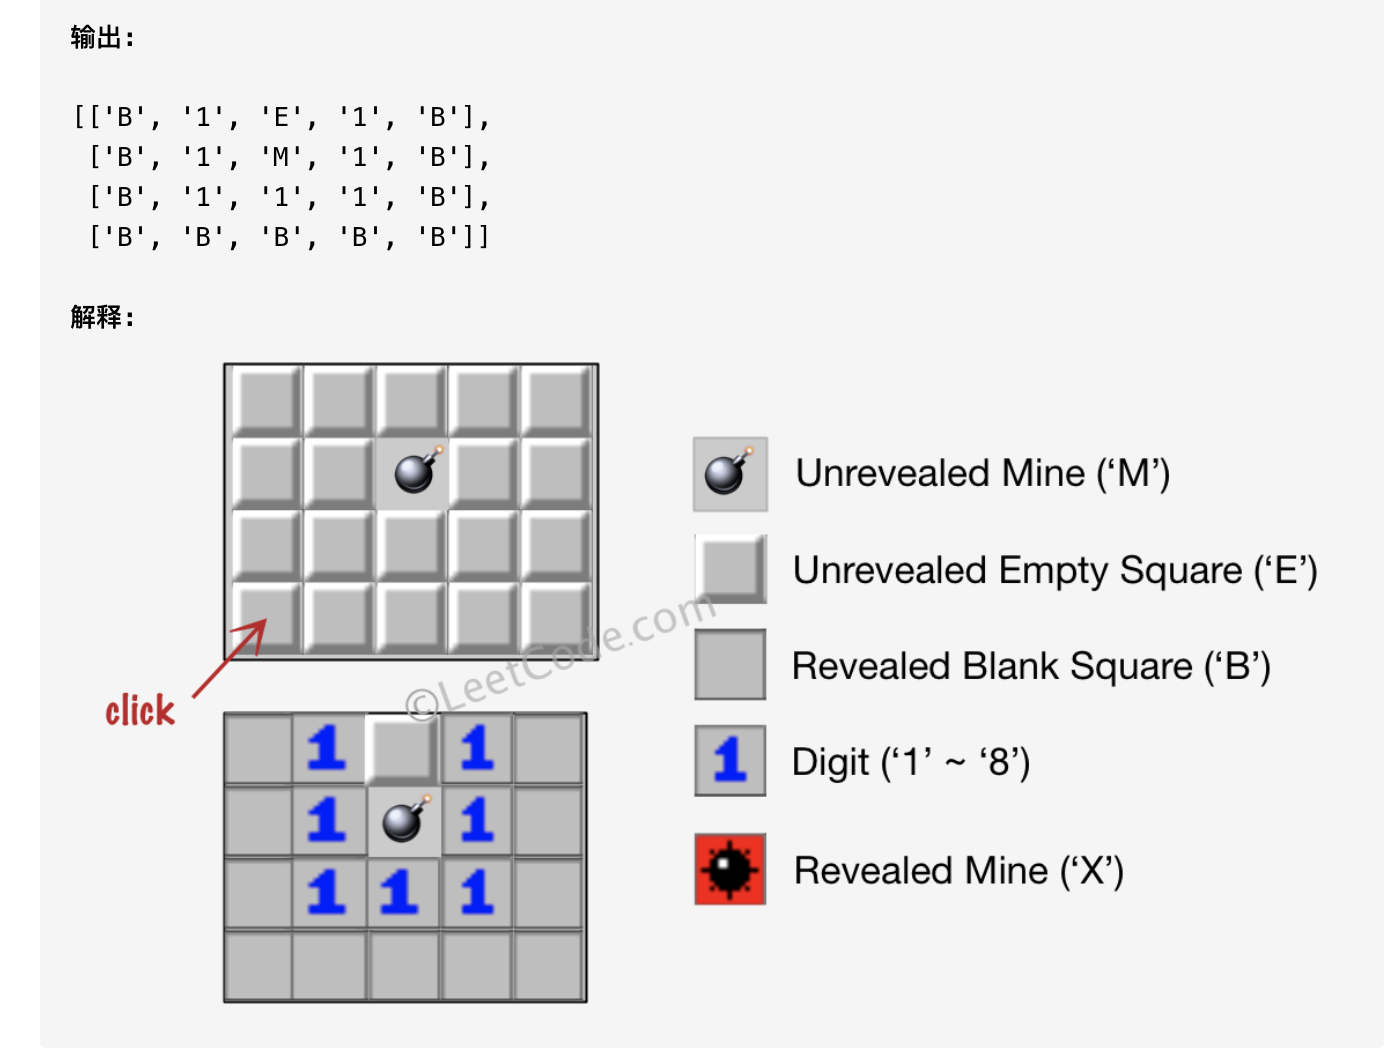 输出:
[['B', '1', 'E', '1', 'B'],
['B', '1', 'M', '1', 'B'],
['B', '1', '1', '1', 'B'],
['B', 'B', 'B', 'B', 'B']]
解释:
Unrevealed Mine (‘M’)
Unrevealed Empty Square (‘E’)
Revealed Blank Square (‘B’)
1 Digit (‘1’ ~ ‘8’)
Revealed Mine (‘X’)
click
©LeetCode.com
1 1
1 1
1 1 1